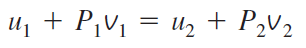 u₁ + P₁v₁ = u₂ + P₂v₂